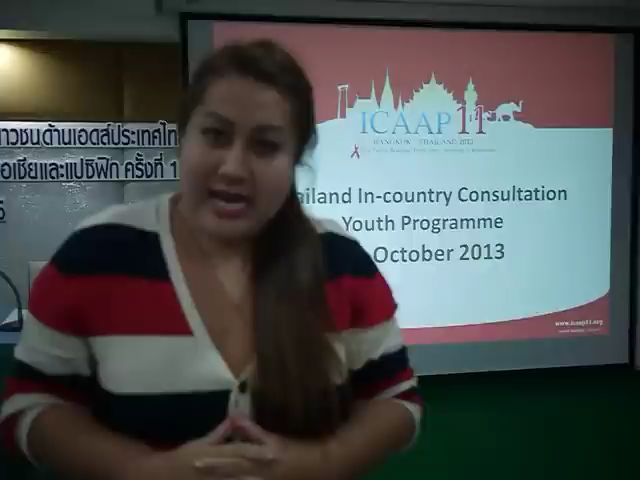 าวชนด้านเอดส์ประเทศไท
อเชียและแปซิฟิก ครั้งที่ 1
5
ICAAP11
BANGKOK THAILAND 2013
ailand In-country Consultation
Youth Programme
October 2013
www.icaap11.org